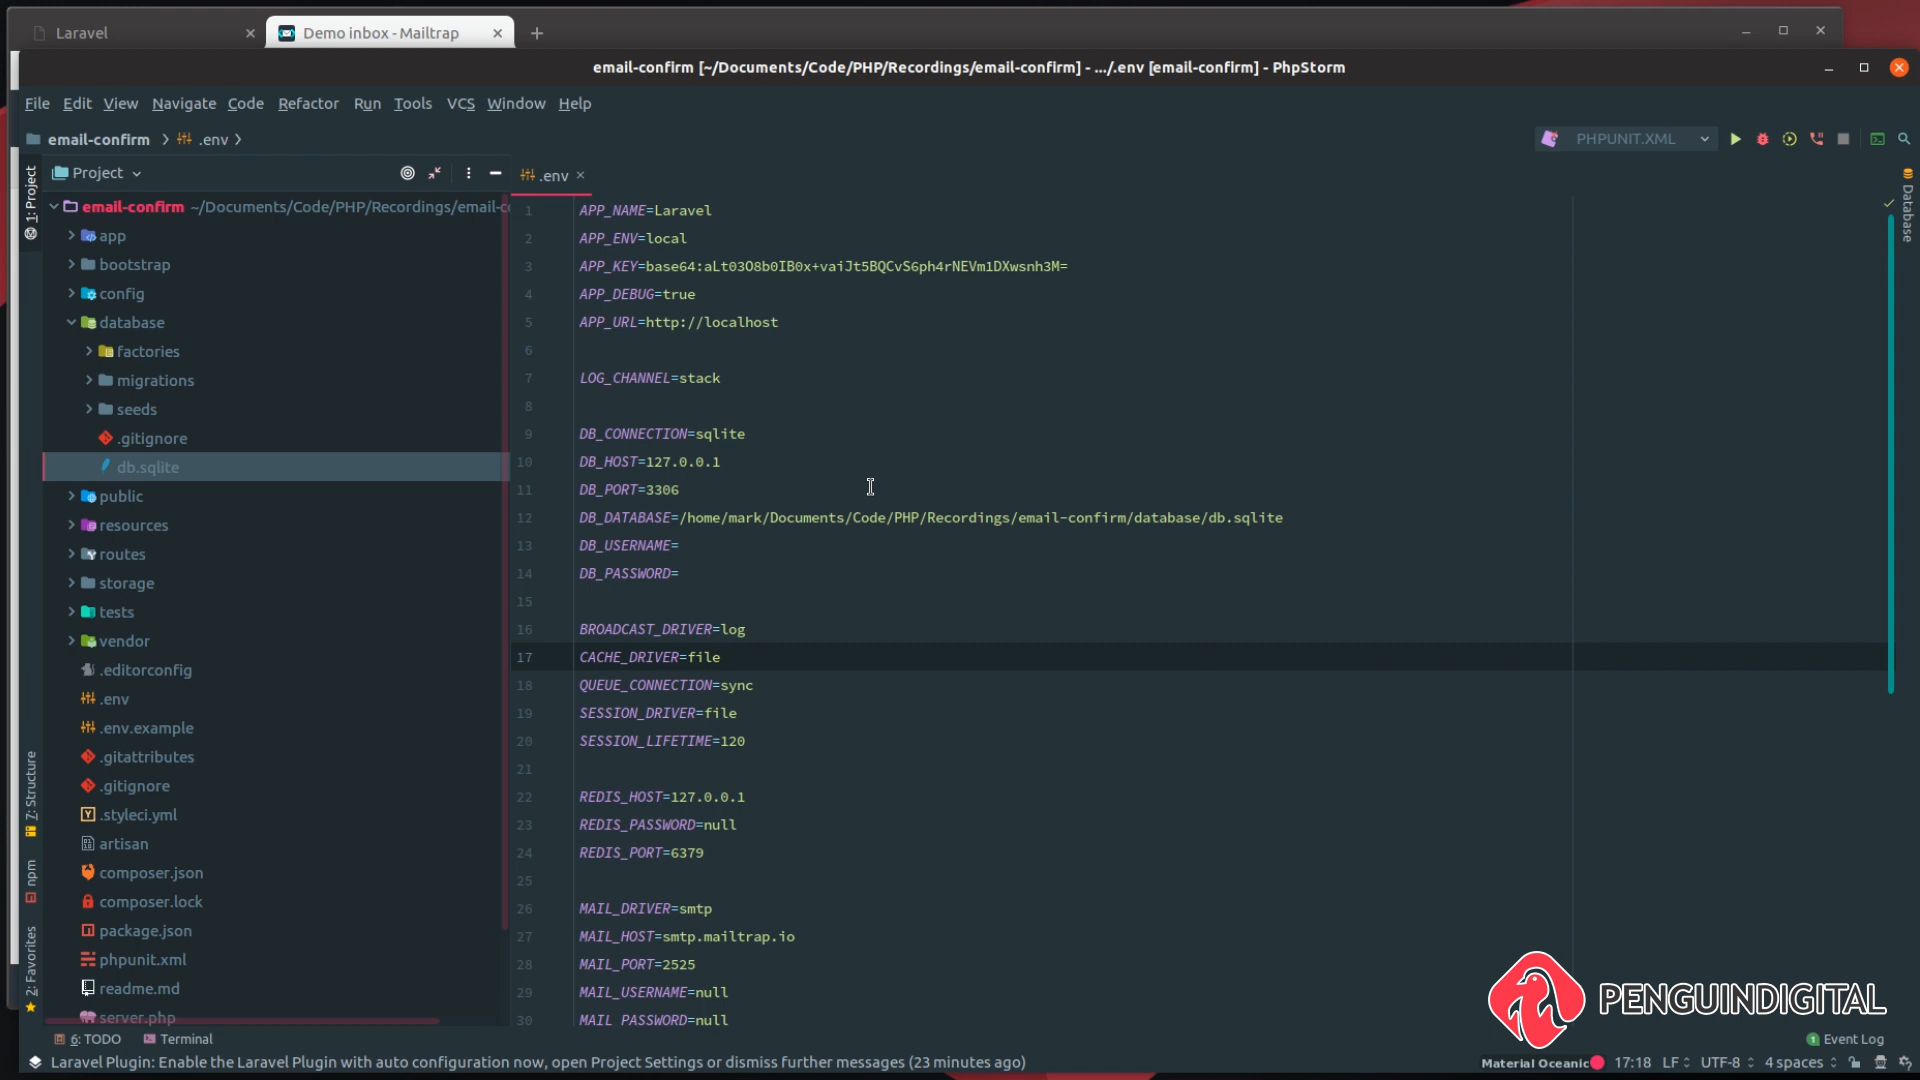 Laravel
Demo inbox - Mailtrap
email-confirm [~/Documents/Code/PHP/Recordings/email-confirm] - .../.env [email-confirm] - PhpStorm
File Edit View Navigate Code Refactor Run Tools VCS Window Help
email-confirm .env
PHPUNIT.XML
Project
.env
1: Project
7: Structure
npm
2: Favorites
Database
email-confirm ~/Documents/Code/PHP/Recordings/email-co
app
bootstrap
config
database
factories
migrations
seeds
.gitignore
db.sqlite
public
resources
routes
storage
tests
vendor
.editorconfig
.env
.env.example
.gitattributes
.gitignore
.styleci.yml
artisan
composer.json
composer.lock
package.json
phpunit.xml
readme.md
server.php
1 APP_NAME=Laravel
2 APP_ENV=local
3 APP_KEY=base64:aLt03O8b0IB0x+vaiJt5BQCvS6ph4rNEVm1DXwsnh3M=
4 APP_DEBUG=true
5 APP_URL=http://localhost
6
7 LOG_CHANNEL=stack
8
9 DB_CONNECTION=sqlite
10 DB_HOST=127.0.0.1
11 DB_PORT=3306
12 DB_DATABASE=/home/mark/Documents/Code/PHP/Recordings/email-confirm/database/db.sqlite
13 DB_USERNAME=
14 DB_PASSWORD=
15
16 BROADCAST_DRIVER=log
17 CACHE_DRIVER=file
18 QUEUE_CONNECTION=sync
19 SESSION_DRIVER=file
20 SESSION_LIFETIME=120
21
22 REDIS_HOST=127.0.0.1
23 REDIS_PASSWORD=null
24 REDIS_PORT=6379
25
26 MAIL_DRIVER=smtp
27 MAIL_HOST=smtp.mailtrap.io
28 MAIL_PORT=2525
29 MAIL_USERNAME=null
30 MAIL_PASSWORD=null
PENGUINDIGITAL
6: TODO Terminal
1 Event Log
Laravel Plugin: Enable the Laravel Plugin with auto configuration now, open Project Settings or dismiss further messages (23 minutes ago)
Material Oceanic 17:18 LF UTF-8 4 spaces